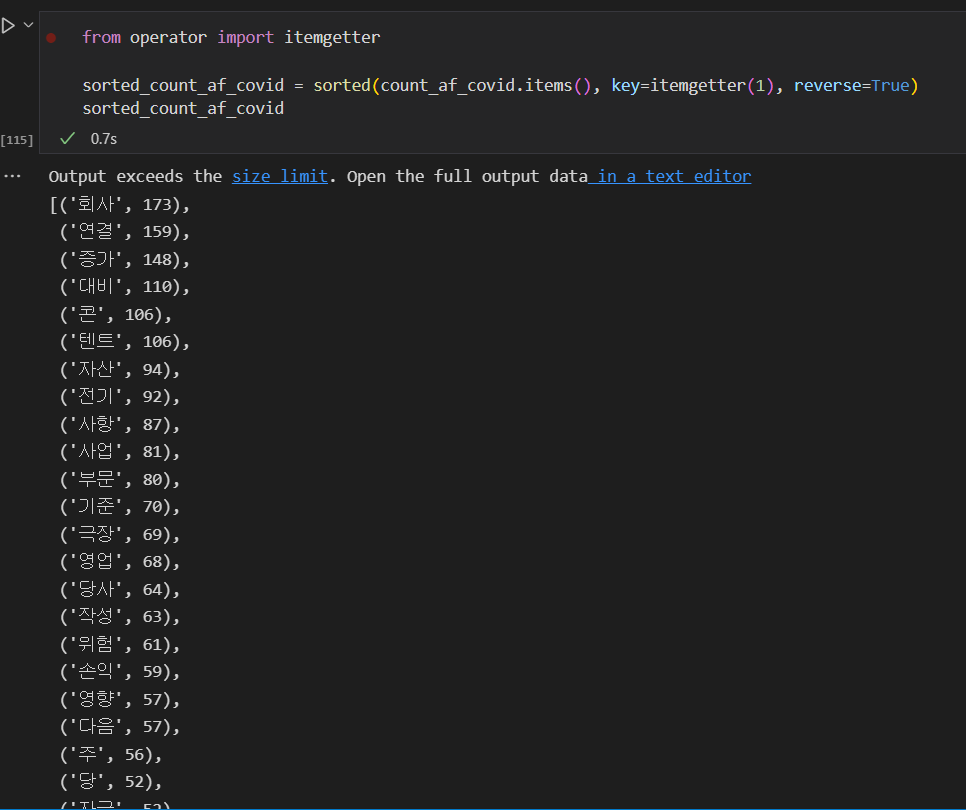 from operator import itemgetter
sorted_count_af_covid = sorted(count_af_covid.items(), key=itemgetter(1), reverse=True)
sorted_count_af_covid
[115]
0.7s
... Output exceeds the size limit. Open the full output data in a text editor
[('회사', 173),
('연결', 159),
('증가', 148),
('대비', 110),
('콘', 106),
('텐트', 106),
('자산', 94),
('전기', 92),
('사항', 87),
('사업', 81),
('부문', 80),
('기준', 70),
('극장', 69),
('영업', 68),
('당사', 64),
('작성', 63),
('위험', 61),
('손익', 59),
('영향', 57),
('다음', 57),
('주', 56),
('당', 52),